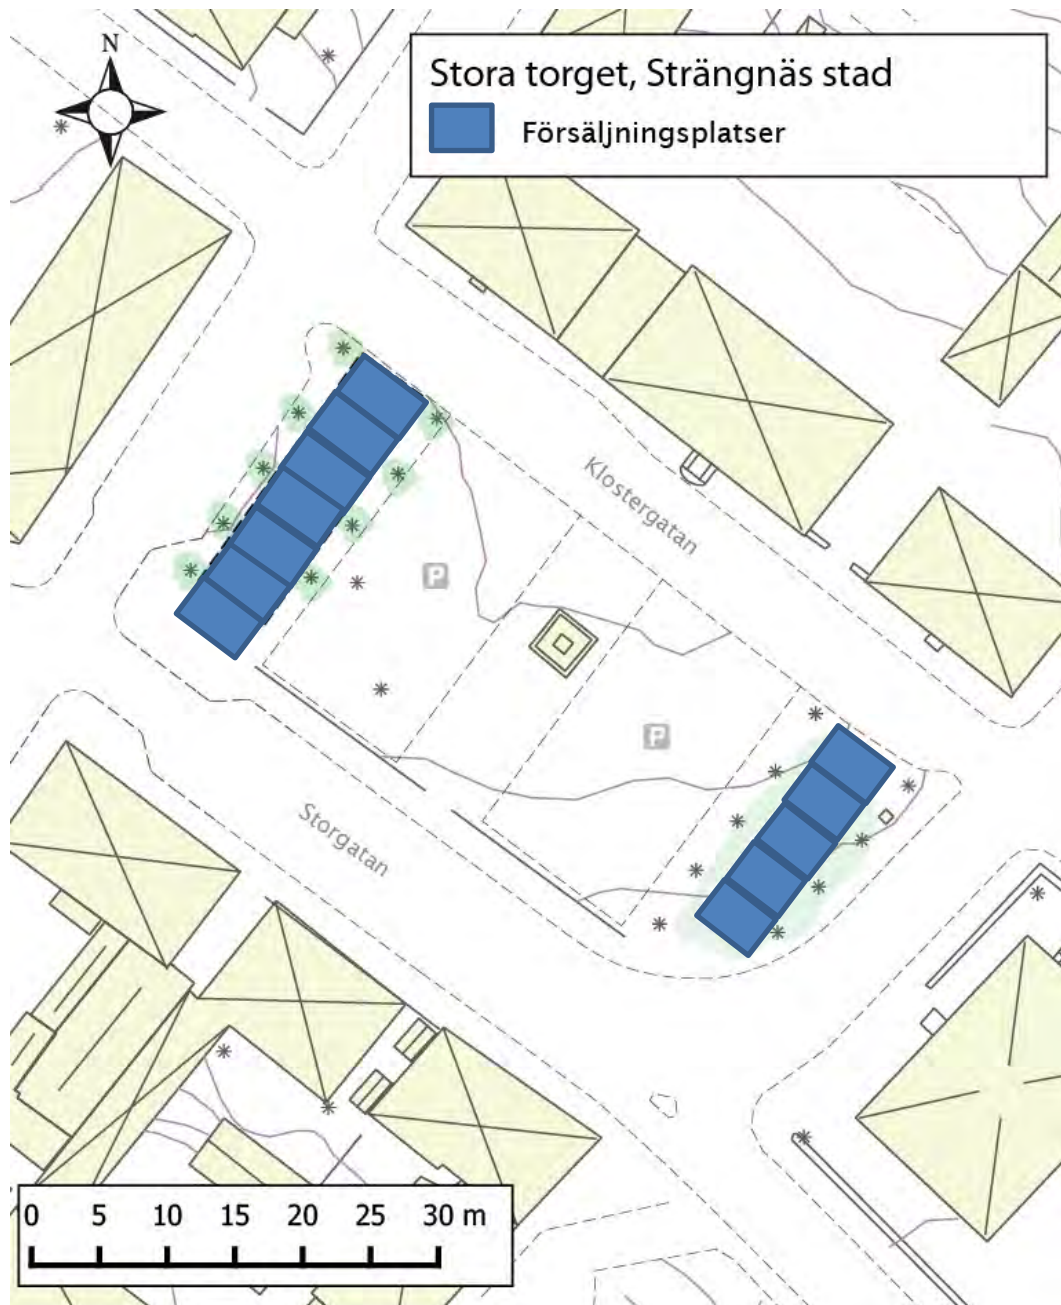 N
Stora torget, Strängnäs stad
Försäljningsplatser
Klostergatan
P
P
Storgatan
0 5 10 15 20 25 30 m